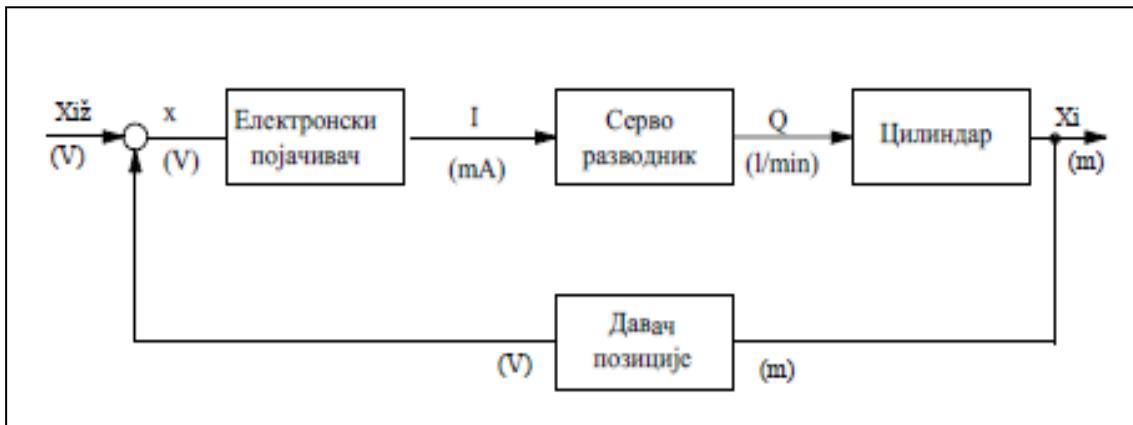 Xiž
(V)
x
(V)
Електронски
појачивач
I
(mA)
Серво
разводник
Q
(l/min)
Цилиндар
Xi
(m)
Давач
позиције
(V)
(m)